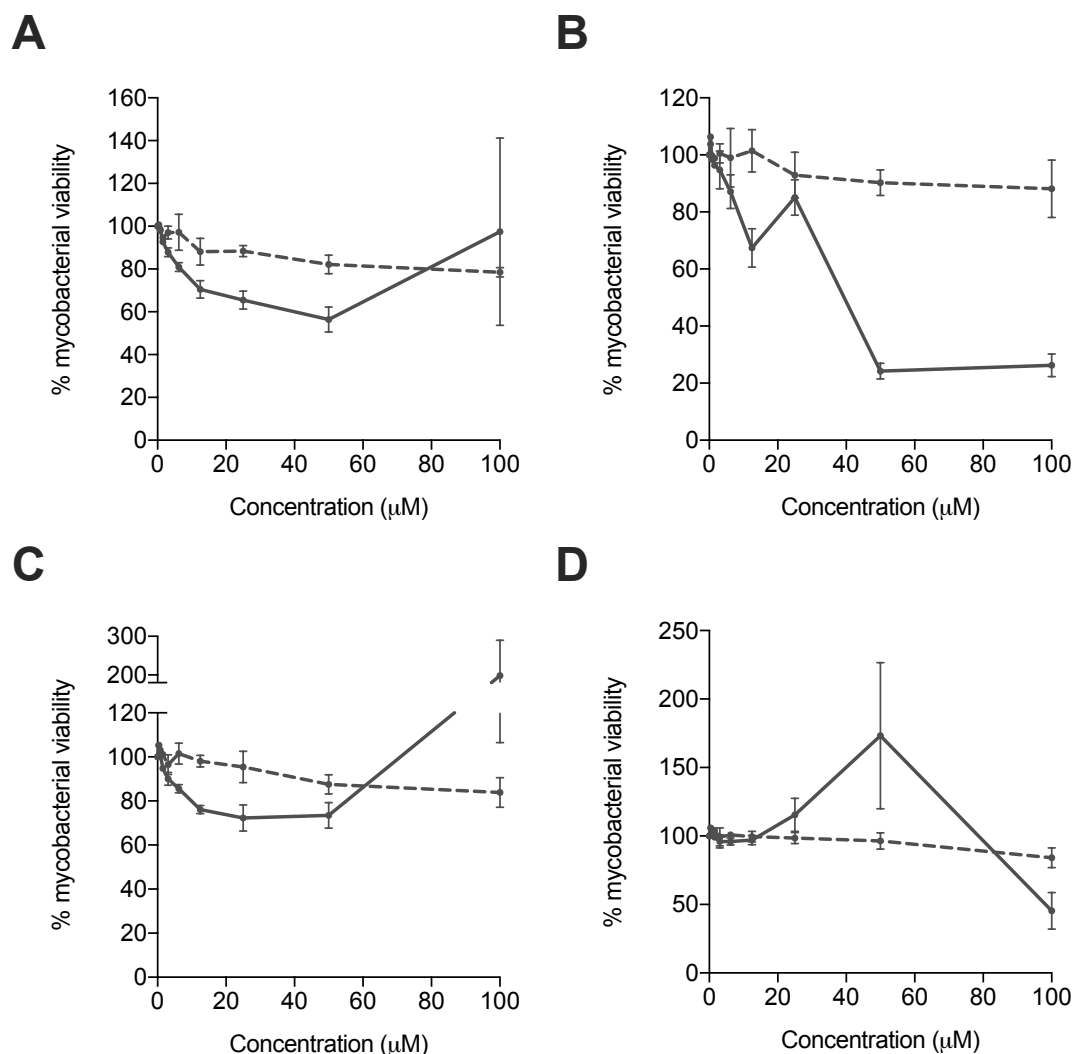 A
% mycobacterial viability
160
140
120
100
80
60
40
20
0
0 20 40 60 80 100
Concentration (μM)
B
% mycobacterial viability
120
100
80
60
40
20
0
0 20 40 60 80 100
Concentration (μM)
C
% mycobacterial viability
300
200
120
100
80
60
40
20
0
0 20 40 60 80 100
Concentration (μM)
D
% mycobacterial viability
250
200
150
100
50
0
0 20 40 60 80 100
Concentration (μM)